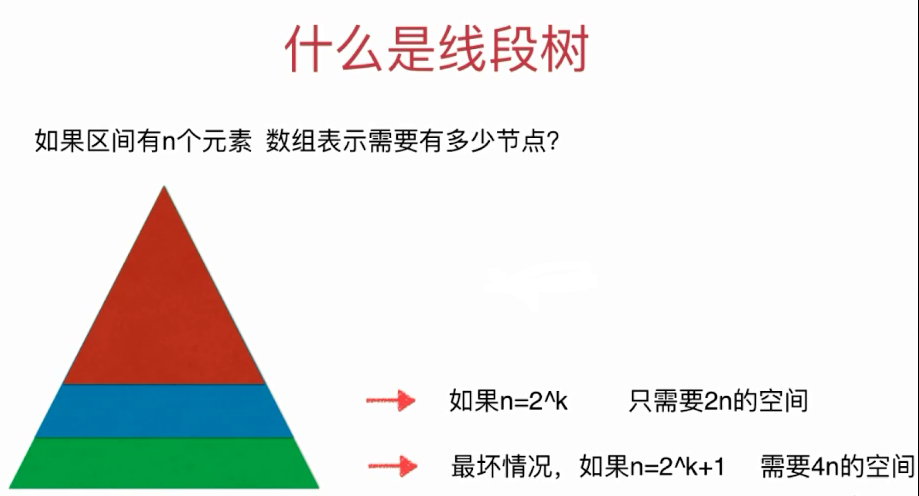 什么是线段树
如果区间有n个元素 数组表示需要有多少节点?
如果n=2^k 只需要2n的空间
最坏情况，如果n=2^k+1 需要4n的空间